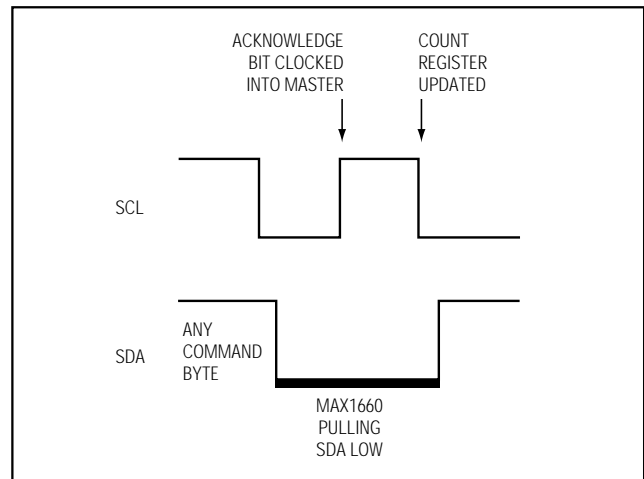 ACKNOWLEDGE
BIT CLOCKED
INTO MASTER
COUNT
REGISTER
UPDATED
SCL
SDA
ANY
COMMAND
BYTE
MAX1660
PULLING
SDA LOW